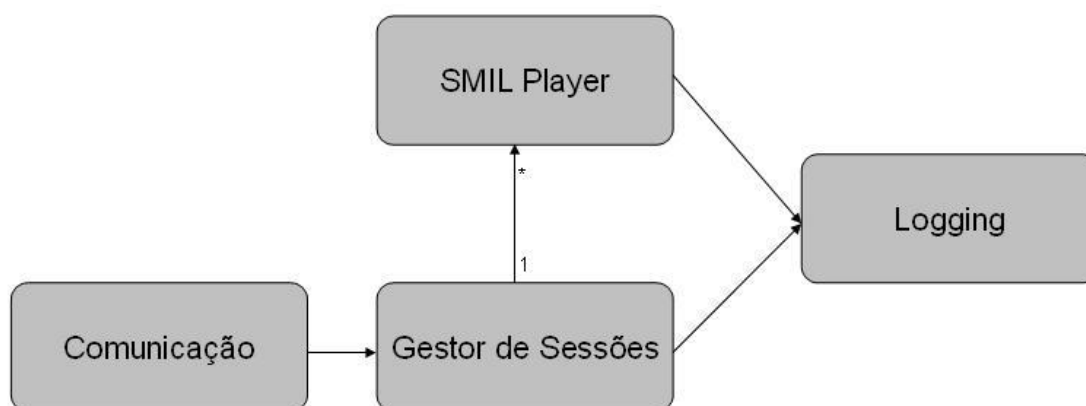 SMIL Player
Logging
*
1
Comunicação
Gestor de Sessões